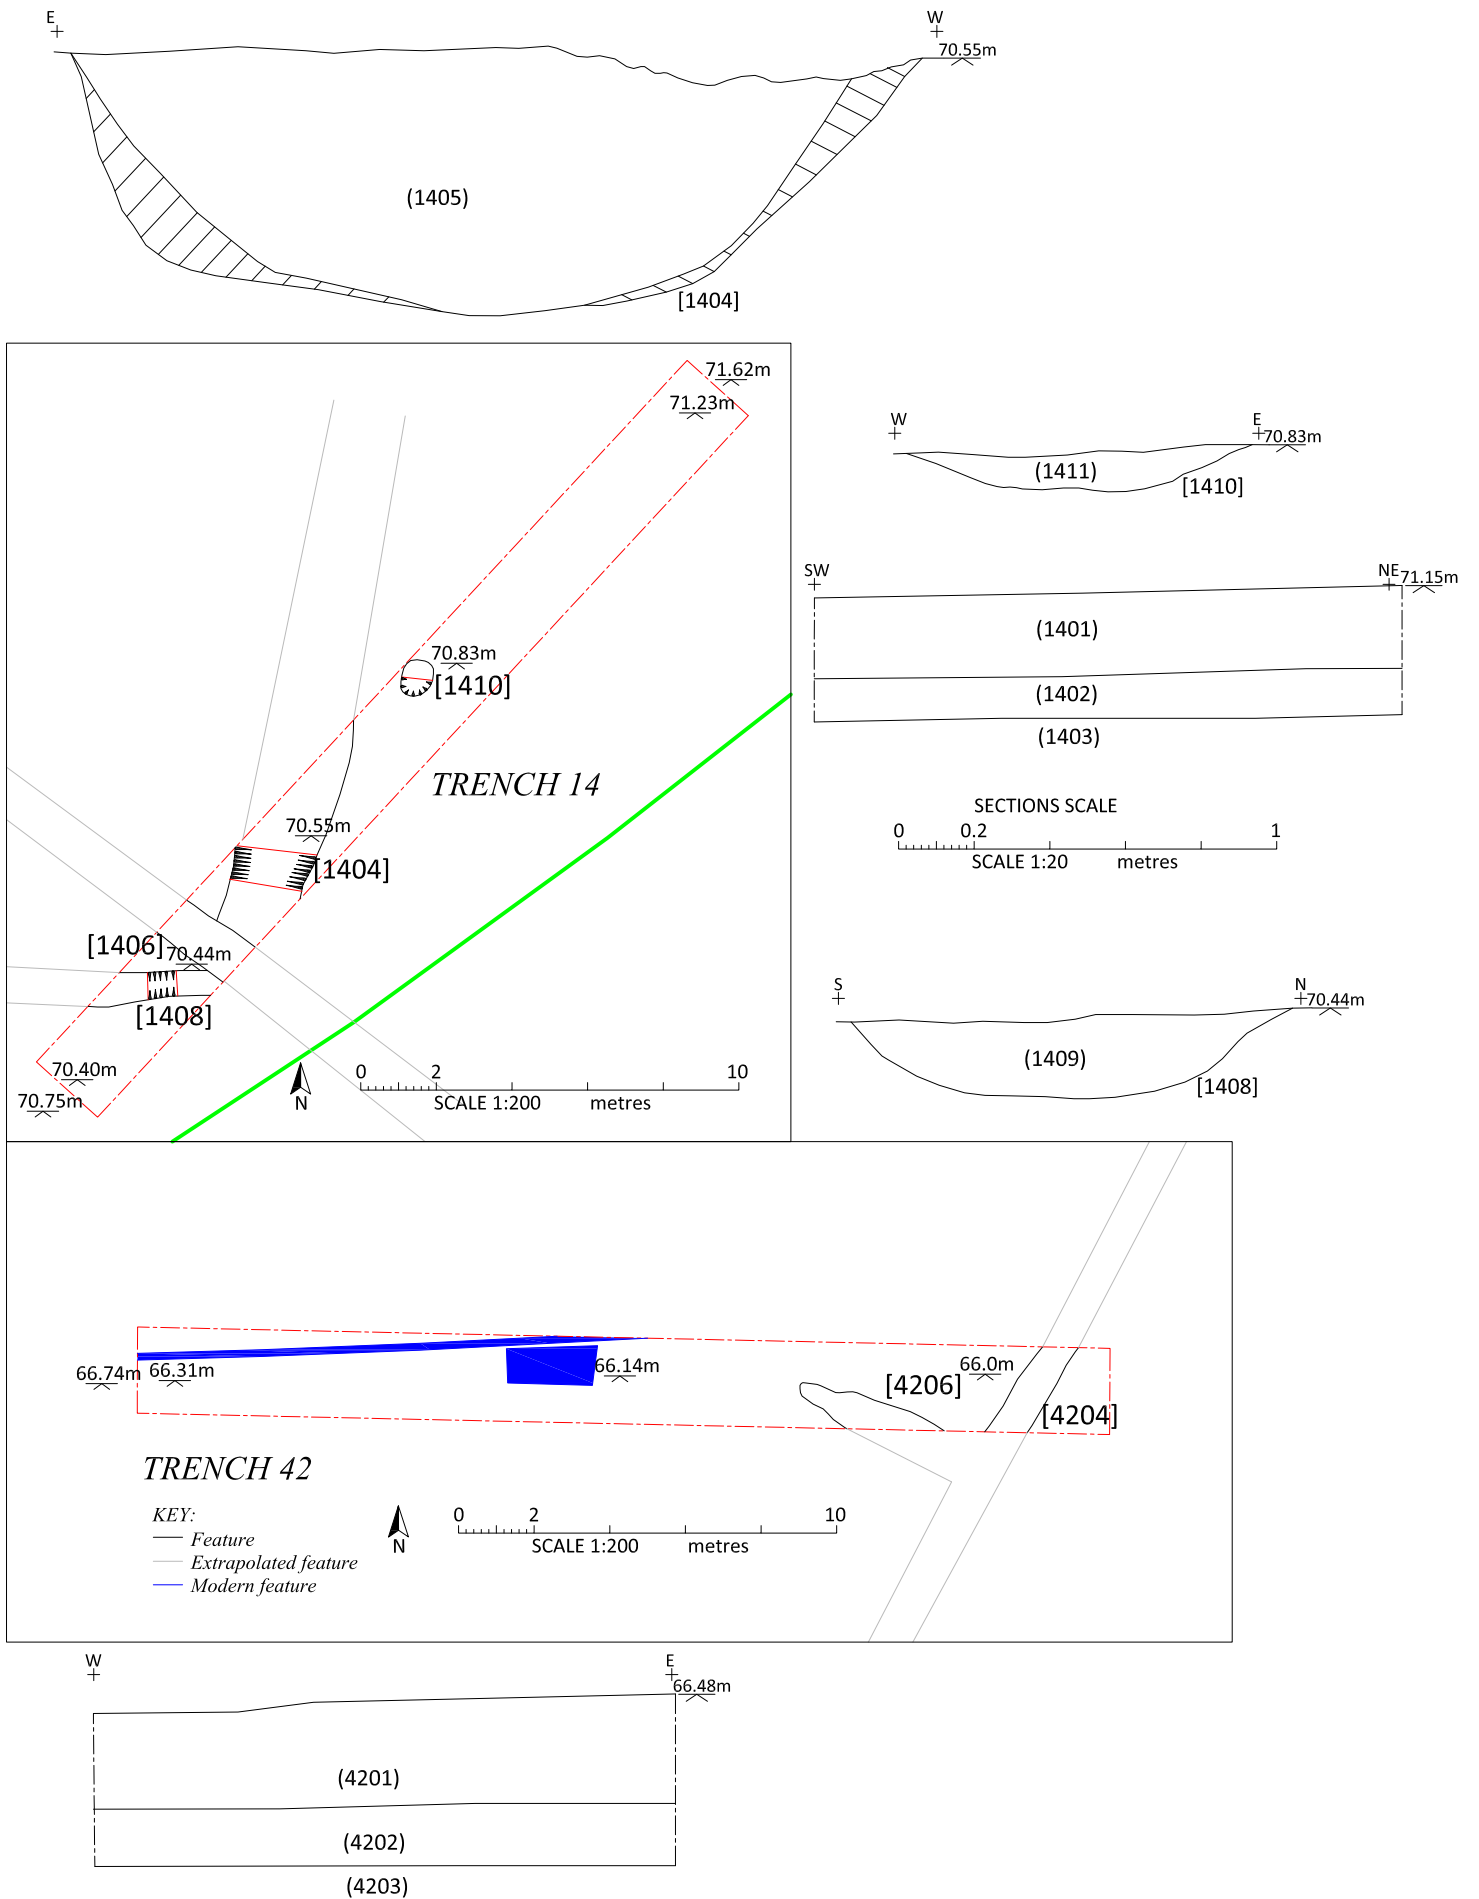 E
W
70.55m
(1405)
[1404]
71.62m
71.23m
70.83m
[1410]
TRENCH 14
70.55m
[1404]
[1406]
70.44m
[1408]
70.40m
70.75m
N
0 2 10
SCALE 1:200 metres
W
E
70.83m
(1411)
[1410]
SW
NE
71.15m
(1401)
(1402)
(1403)
SECTIONS SCALE
0 0.2 1
SCALE 1:20 metres
S
N
70.44m
(1409)
[1408]
66.74m
66.31m
66.14m
[4206]
66.0m
[4204]
TRENCH 42
KEY:
Feature
Extrapolated feature
Modern feature
N
0 2 10
SCALE 1:200 metres
W
E
66.48m
(4201)
(4202)
(4203)